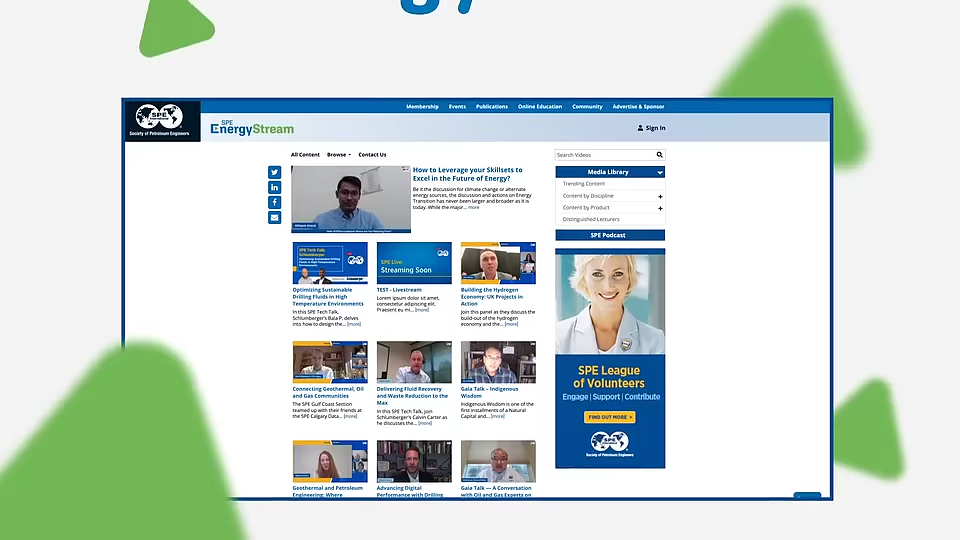 Membership Events Publications Online Education Community Advertise & Sponsor
SPE
International
Society of Petroleum Engineers
SPE
EnergyStream
Sign In
All Content Browse Contact Us
Search Videos
How to Leverage your Skillsets to
Excel in the Future of Energy?
Be it the discussion for climate change or alternate
energy sources, the discussion and actions on Energy
Transition has never been larger and broader as it is
today. While the major... more
Media Library
Trending Content
Content by Discipline
Content by Product
Distinguished Lecturers
SPE Podcast
SPE Tech Talk:
Schlumberger
SPE Live:
Streaming Soon
Optimizing Sustainable
Drilling Fluids in High
Temperature Environments
In this SPE Tech Talk,
Schlumberger's Bala P. delves
into how to design the... [more]
TEST - Livestream
Lorem ipsum dolor sit amet,
consectetur adipiscing elit.
Praesent eu mi... [more]
Building the Hydrogen
Economy: UK Projects in
Action
Join this panel as they discuss the
build-out of the hydrogen
economy and the... [more]
Connecting Geothermal, Oil
and Gas Communities
The SPE Gulf Coast Section
teamed up with their friends at
the SPE Calgary Data... [more]
Delivering Fluid Recovery
and Waste Reduction to the
Max
In this SPE Tech Talk, join
Schlumberger's Calvin Carter as
he discusses the... [more]
Gaia Talk – Indigenous
Wisdom
Indigenous Wisdom is one of the
first installments of a Natural
Capital and... [more]
Geothermal and Petroleum
Engineering: Where
Advancing Digital
Performance with Drilling
Gaia Talk — A Conversation
with Oil and Gas Experts on
SPE League
of Volunteers
Engage | Support | Contribute
FIND OUT MORE >
SPE
International
Society of Petroleum Engineers